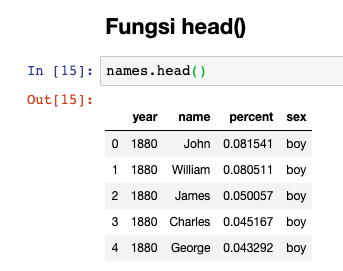 Fungsi head()
In [15]: names.head()
Out[15]:
year name percent sex
0 1880 John 0.081541 boy
1 1880 William 0.080511 boy
2 1880 James 0.050057 boy
3 1880 Charles 0.045167 boy
4 1880 George 0.043292 boy